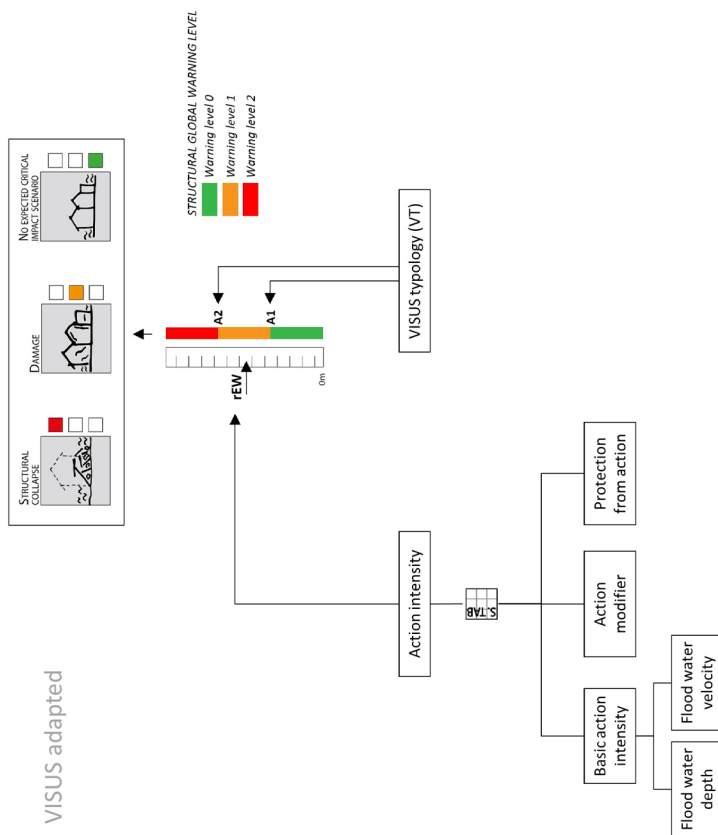 VISUS adapted
STRUCTURAL
COLLAPSE
DAMAGE
NO EXPECTED CRITICAL
IMPACT SCENARIO
STRUCTURAL GLOBAL WARNING LEVEL
Warning level 0
Warning level 1
Warning level 2
rEW
A2
A1
0m
Action intensity
VISUS typology (VT)
S. TAB
Basic action
intensity
Action
modifier
Protection
from action
Flood water
depth
Flood water
velocity